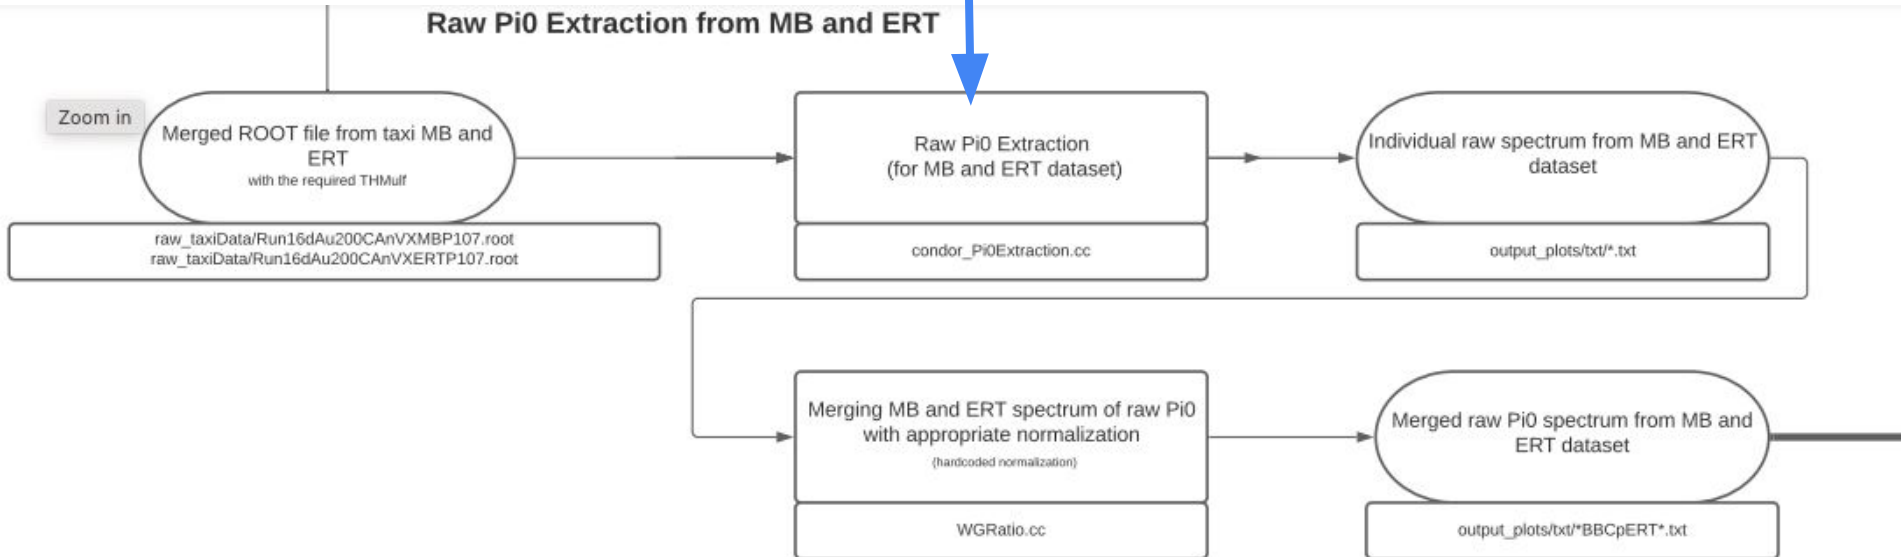 Raw Pi0 Extraction from MB and ERT
Zoom in
Merged ROOT file from taxi MB and
ERT
with the required THMulf
raw_taxiData/Run16dAu200CAnVXMBP107.root
raw_taxiData/Run16dAu200CAnVXERTP107.root
Raw Pi0 Extraction
(for MB and ERT dataset)
condor_Pi0Extraction.cc
Individual raw spectrum from MB and ERT
dataset
output_plots/txt/*.txt
Merging MB and ERT spectrum of raw Pi0
with appropriate normalization
(hardcoded normalization)
WGRatio.cc
Merged raw Pi0 spectrum from MB and
ERT dataset
output_plots/txt/*BBCpERT*.txt